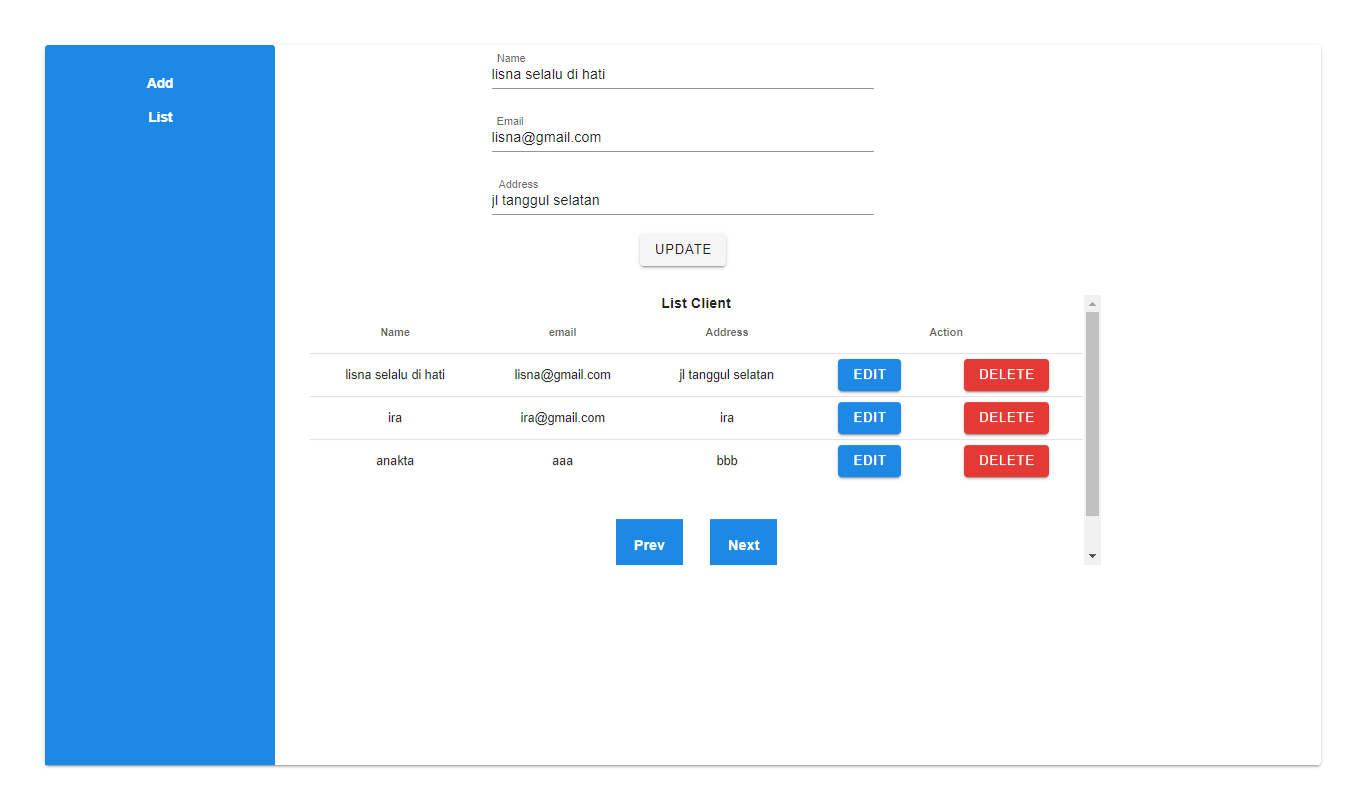 Add
List
Name
lisna selalu di hati
Email
lisna@gmail.com
Address
jl tanggul selatan
UPDATE
List Client
Name email Address Action
lisna selalu di hati lisna@gmail.com jl tanggul selatan EDIT DELETE
ira ira@gmail.com ira EDIT DELETE
anakta aaa bbb EDIT DELETE
Prev Next